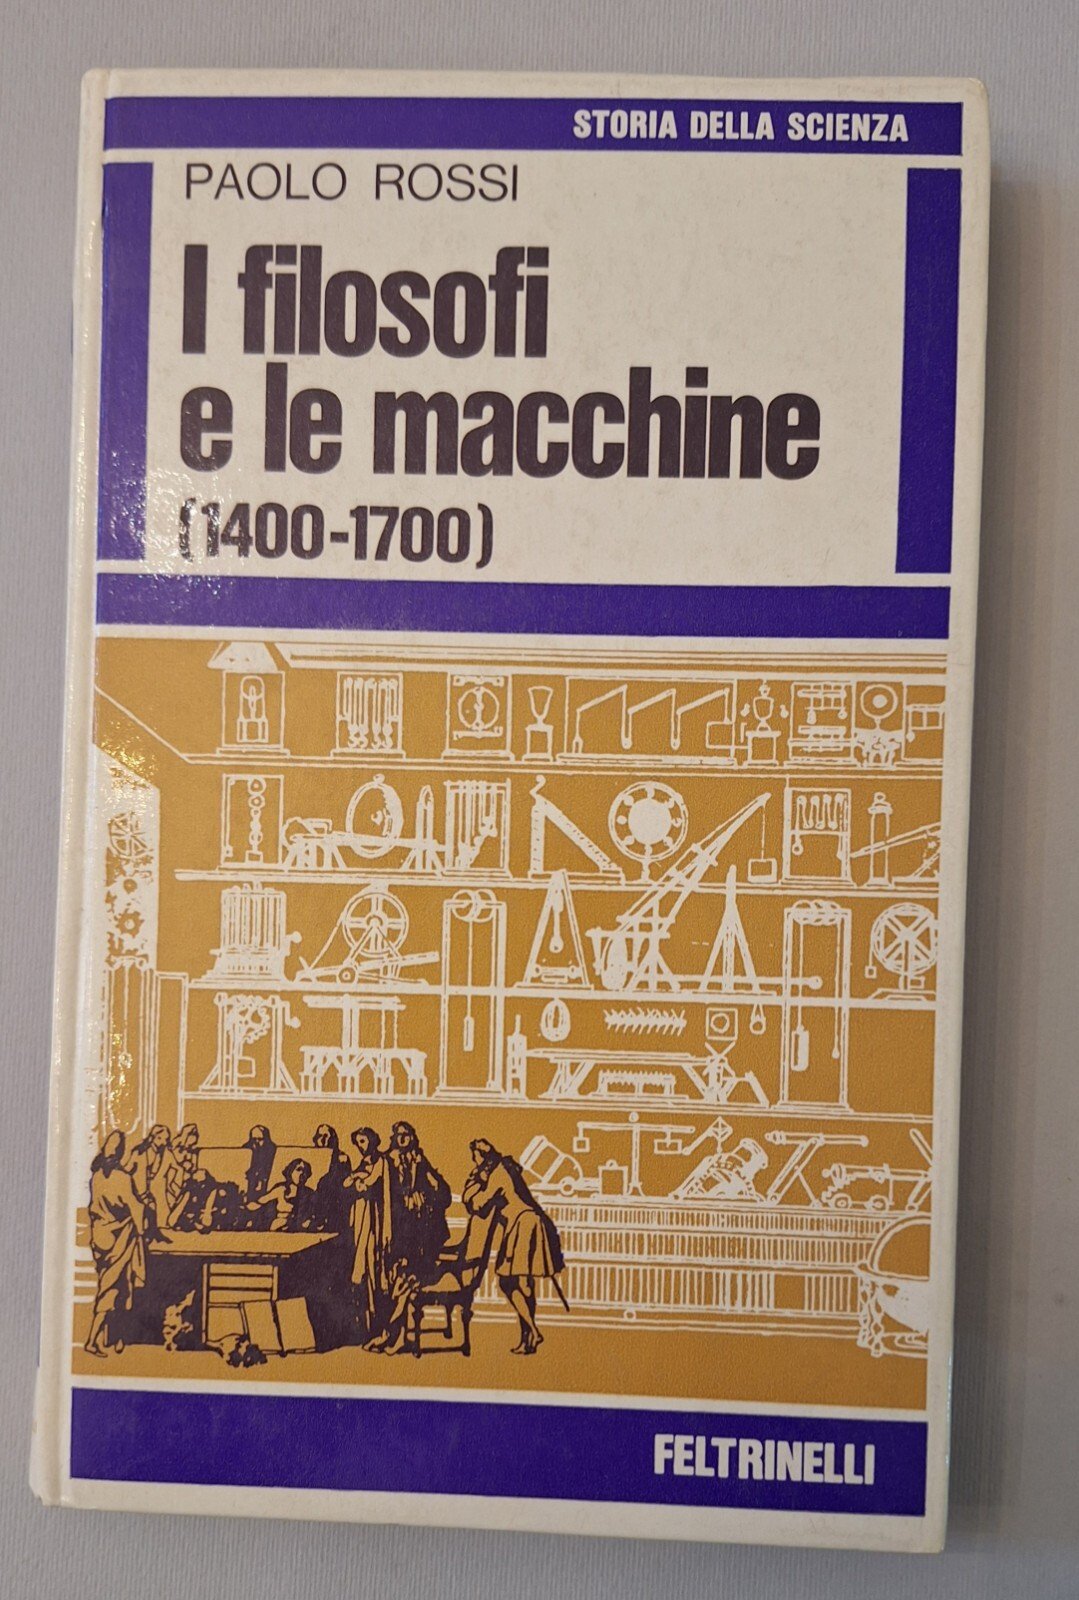 STORIA DELLA SCIENZA
PAOLO ROSSI
I filosofi
e le macchine
(1400-1700)
FELTRINELLI